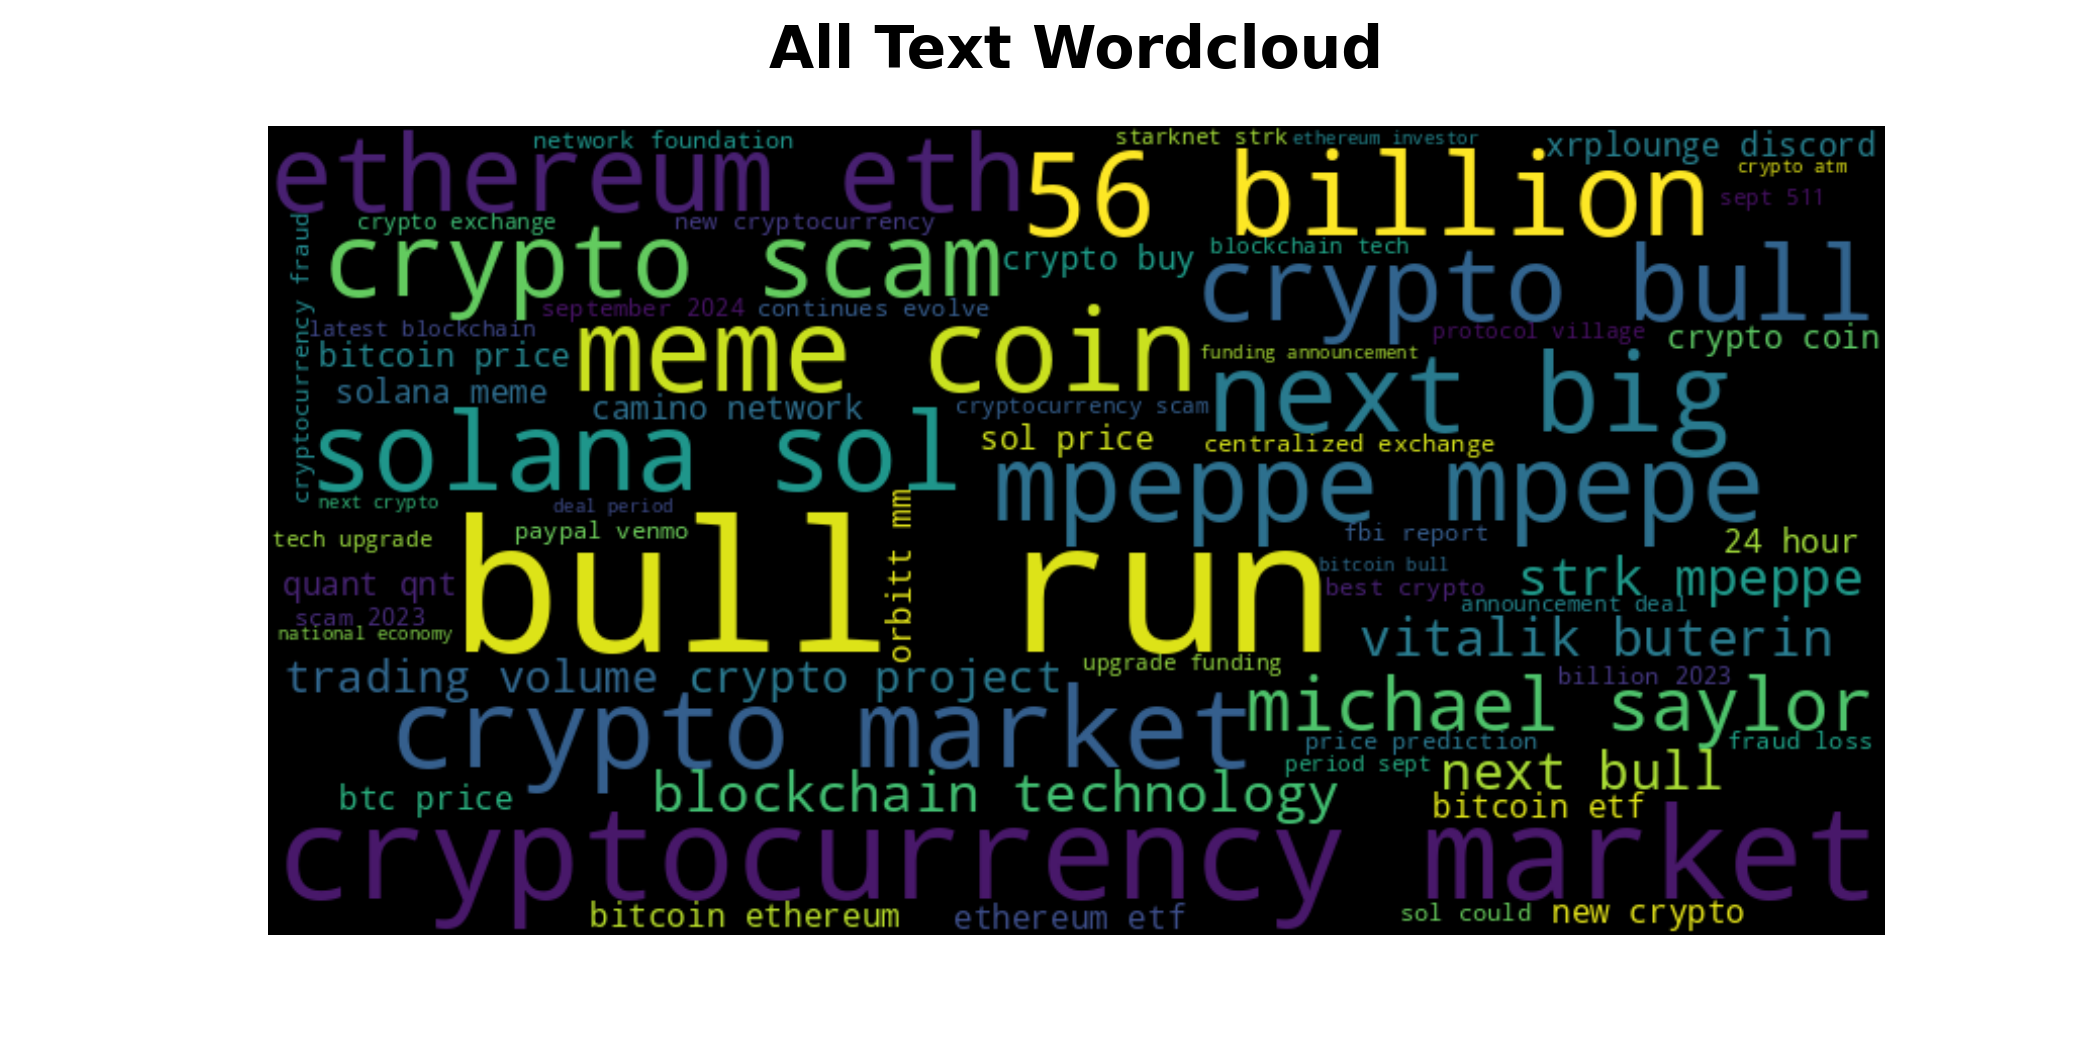 All Text Wordcloud
network foundation
starknet strk
ethereum investor
xrplounge discord
ethereum eth
56 billion
crypto atm
sept 511
crypto exchange
new cryptocurrency
cryptocurrency fraud
crypto scam
crypto buy
blockchain tech
crypto bull
september 2024
continues evolve
latest blockchain
protocol village
crypto coin
bitcoin price
meme coin
funding announcement
solana meme
camino network
cryptocurrency scam
next big
sol price
centralized exchange
solana sol
mpeppe mpepe
next crypto
deal period
tech upgrade
paypal venmo
orbitt mm
fbi report
24 hour
bull run
bitcoin bull
quant qnt
best crypto
strk mpeppe
scam 2023
announcement deal
national economy
vitalik buterin
trading volume
crypto project
upgrade funding
billion 2023
michael saylor
crypto market
price prediction
fraud loss
period sept
next bull
btc price
blockchain technology
bitcoin etf
cryptocurrency market
bitcoin ethereum
ethereum etf
sol could
new crypto